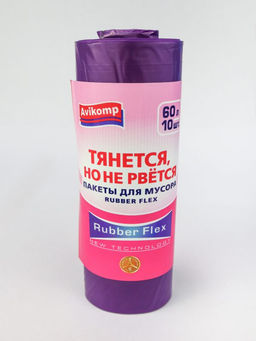 Avikomp
60 л
10 шт
ТЯНЕТСЯ,
НО НЕ РВЁТСЯ
ПАКЕТЫ ДЛЯ МУСОРА
RUBBER FLEX
Rubber Flex
NEW TECHNOLOGY